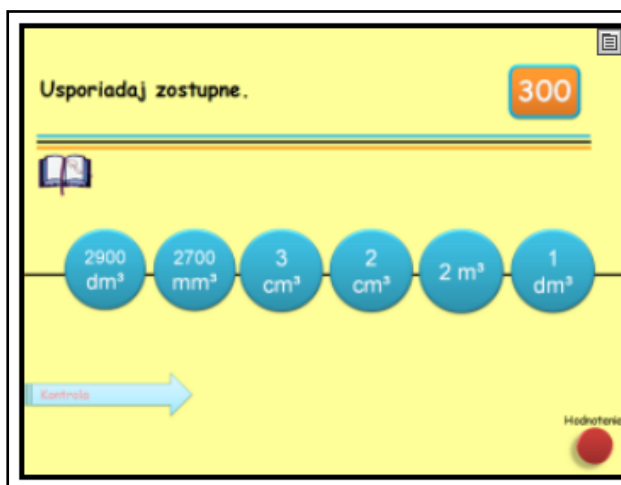 Usporiadaj zostupne.
300
2900
dm³
2700
mm³
3
cm³
2
cm³
2 m³
1
dm³
Kontrola
Hodnotenie